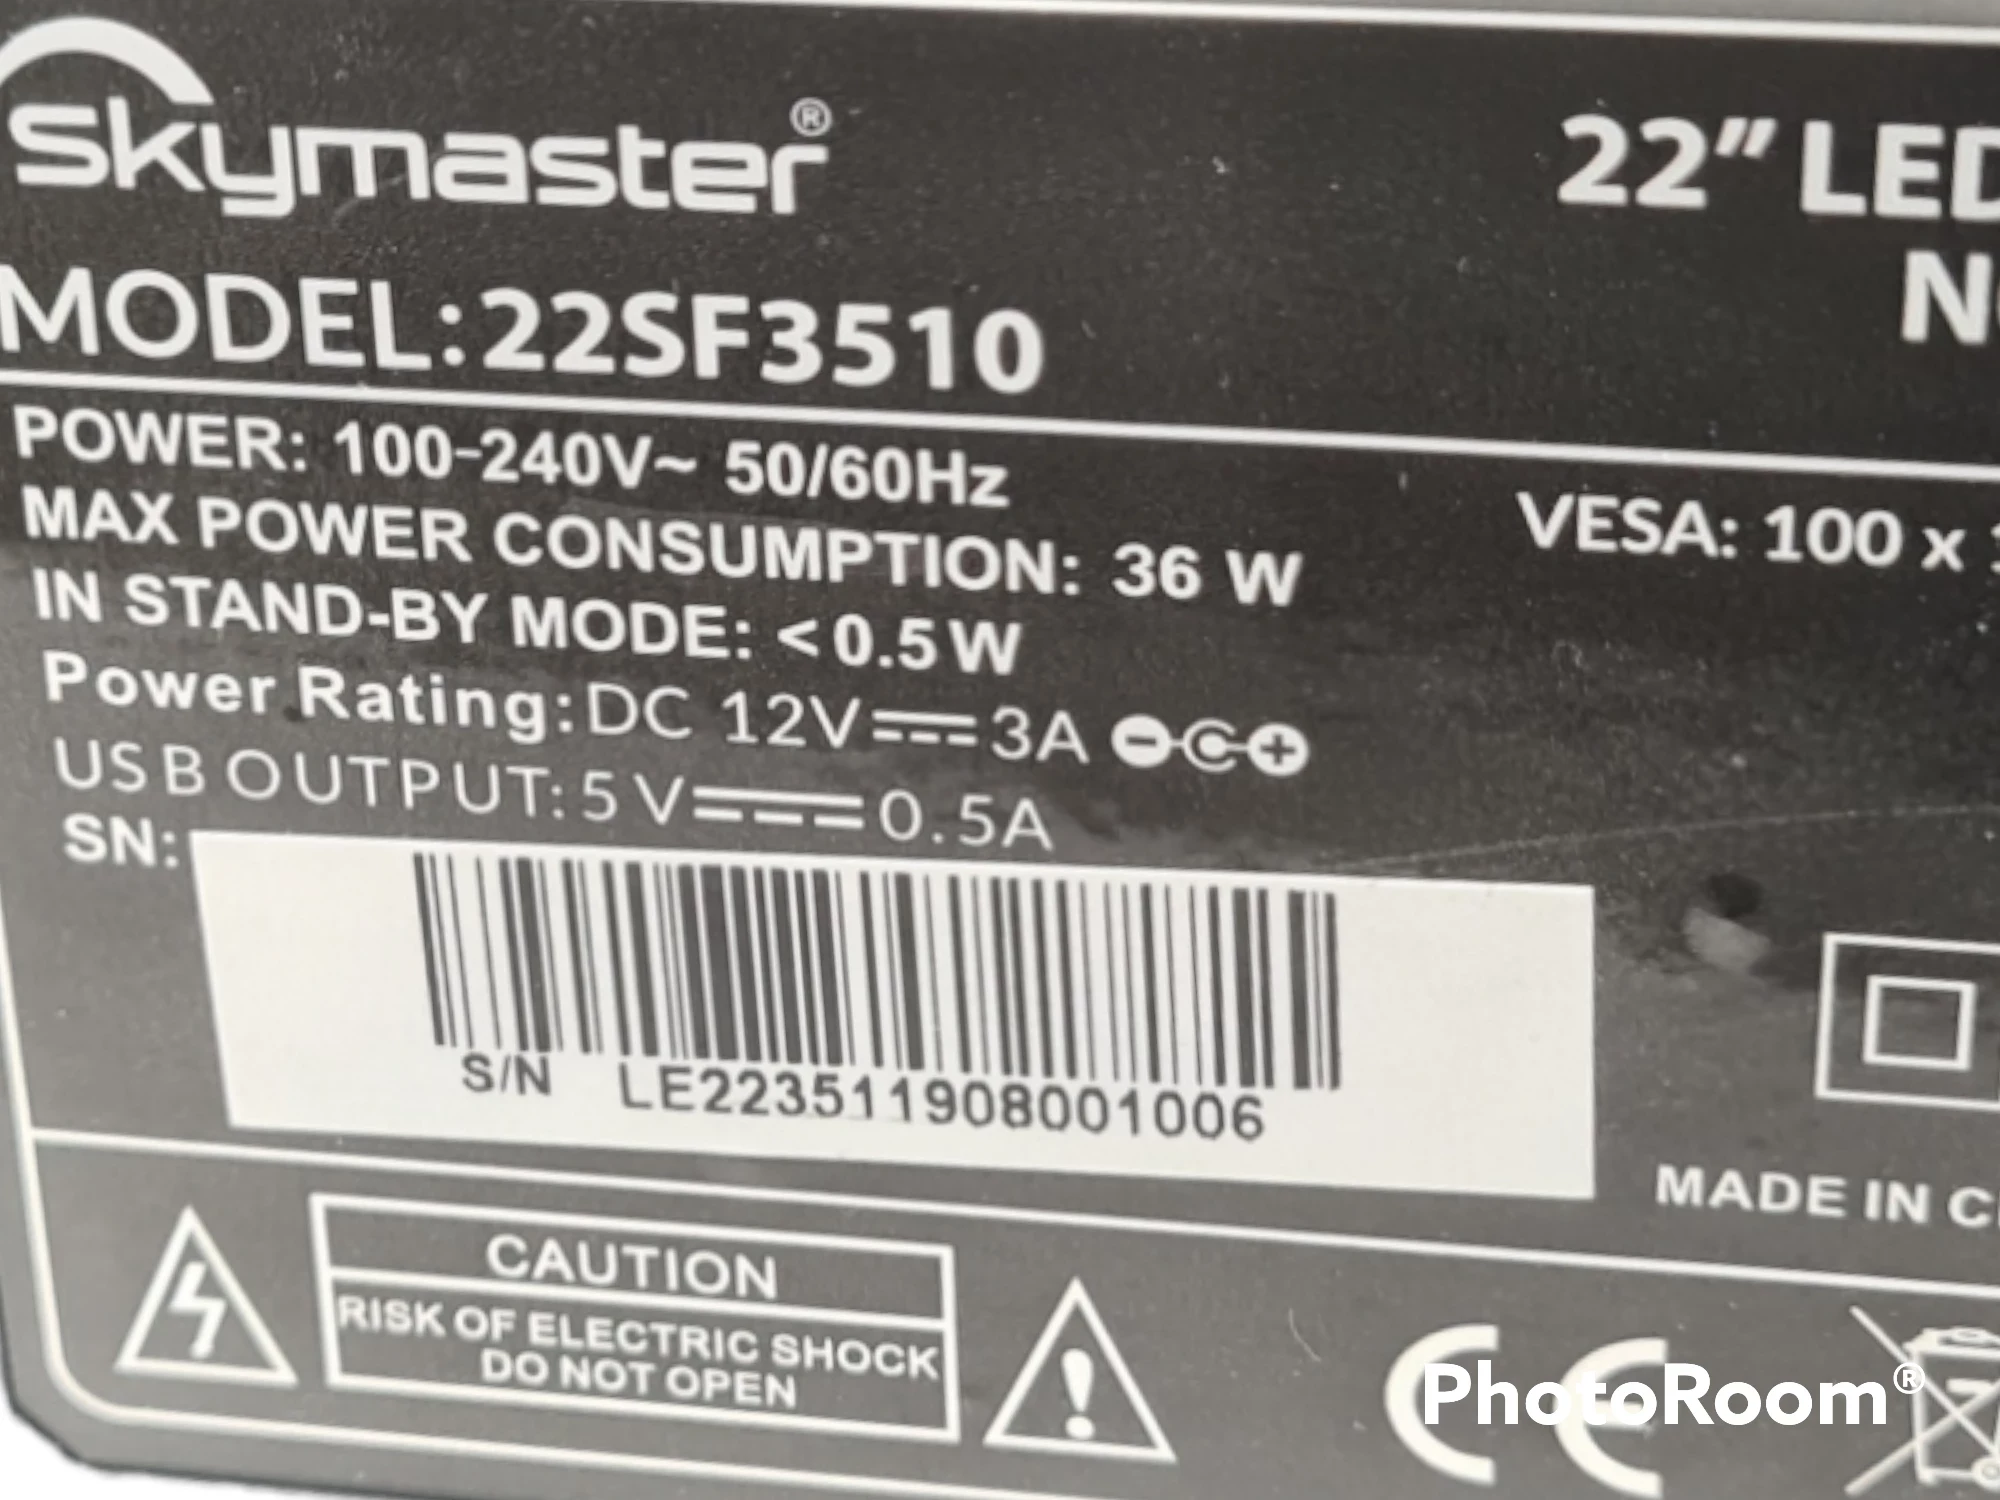 skymaster®
22" LED
MODEL: 22SF3510
POWER: 100-240V~ 50/60Hz
MAX POWER CONSUMPTION: 36 W
VESA: 100 x
IN STAND-BY MODE: <0.5W
Power Rating: DC 12V 3A
USB OUTPUT: 5V 0.5A
SN:
S/N LE223511908001006
MADE IN
CAUTION
RISK OF ELECTRIC SHOCK
DO NOT OPEN
CE
PhotoRoom®